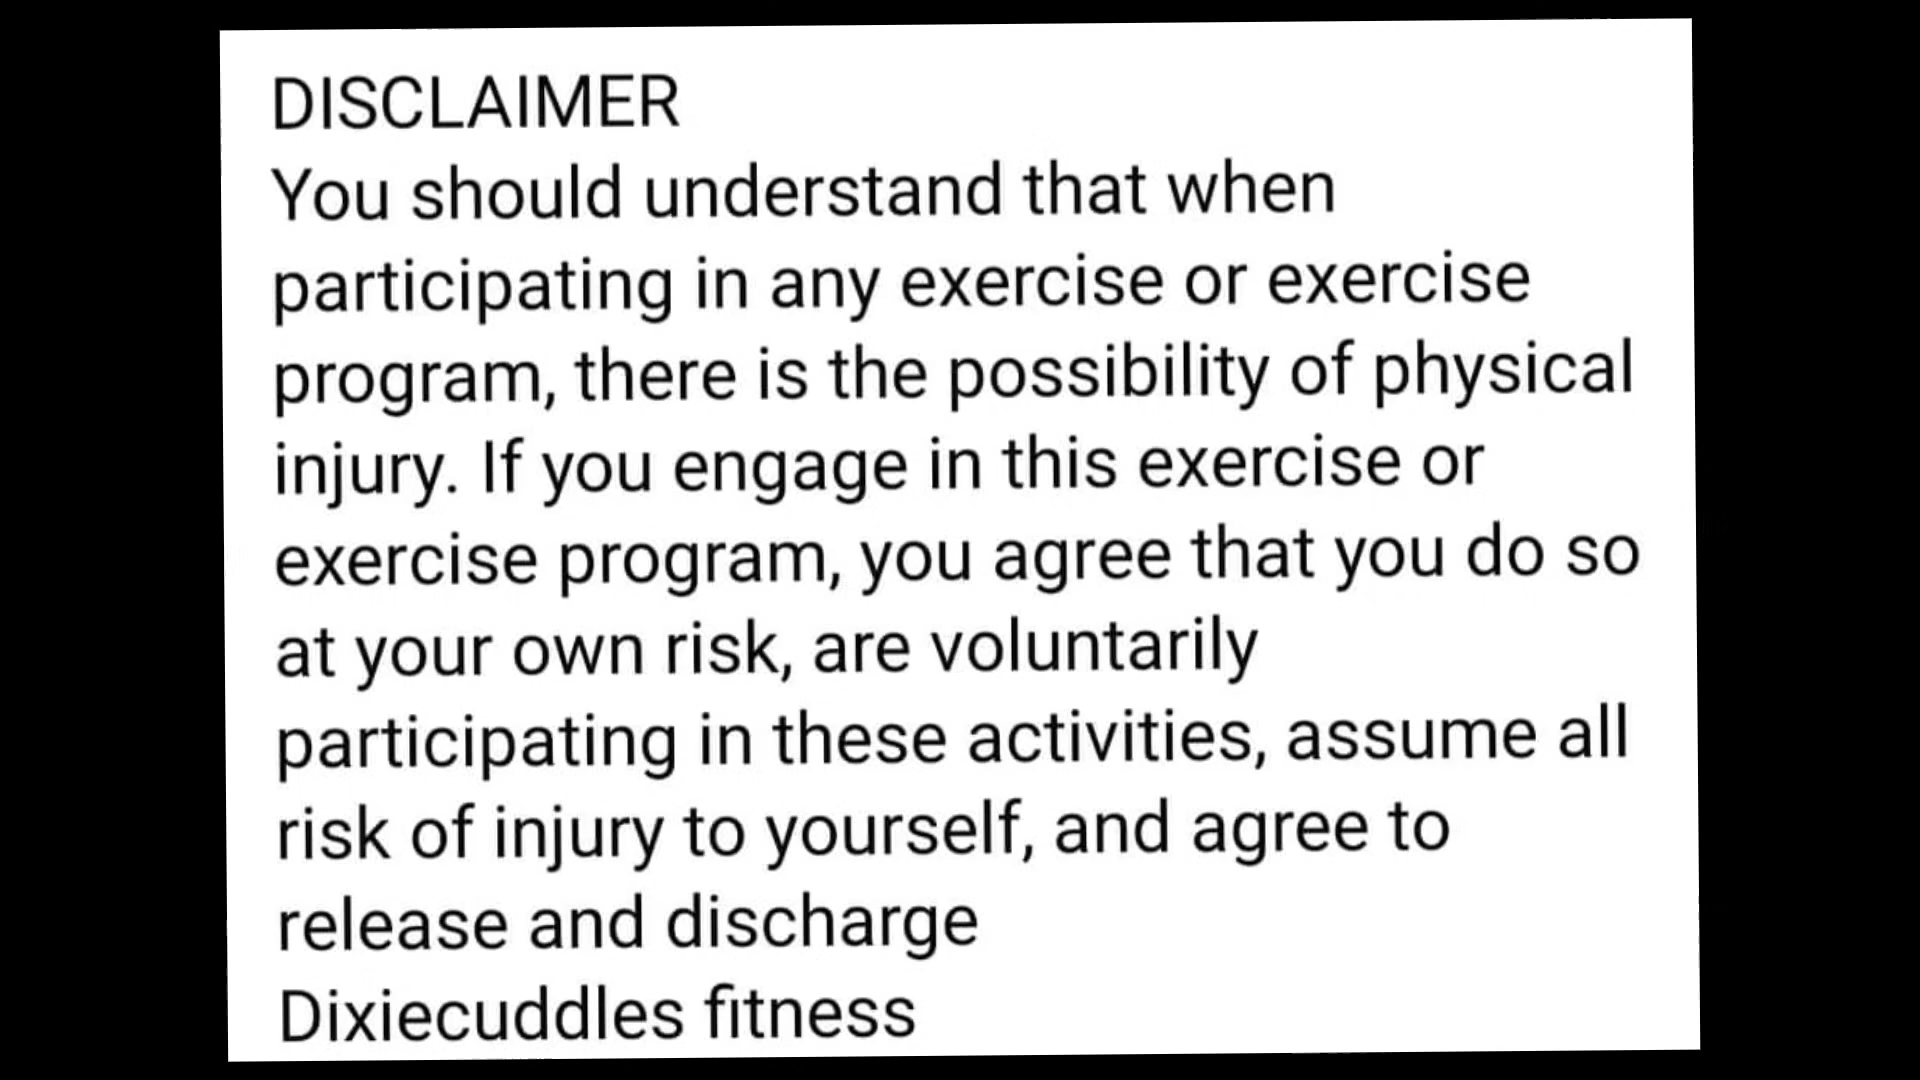 DISCLAIMER
You should understand that when
participating in any exercise or exercise
program, there is the possibility of physical
injury. If you engage in this exercise or
exercise program, you agree that you do so
at your own risk, are voluntarily
participating in these activities, assume all
risk of injury to yourself, and agree to
release and discharge
Dixiecuddles fitness